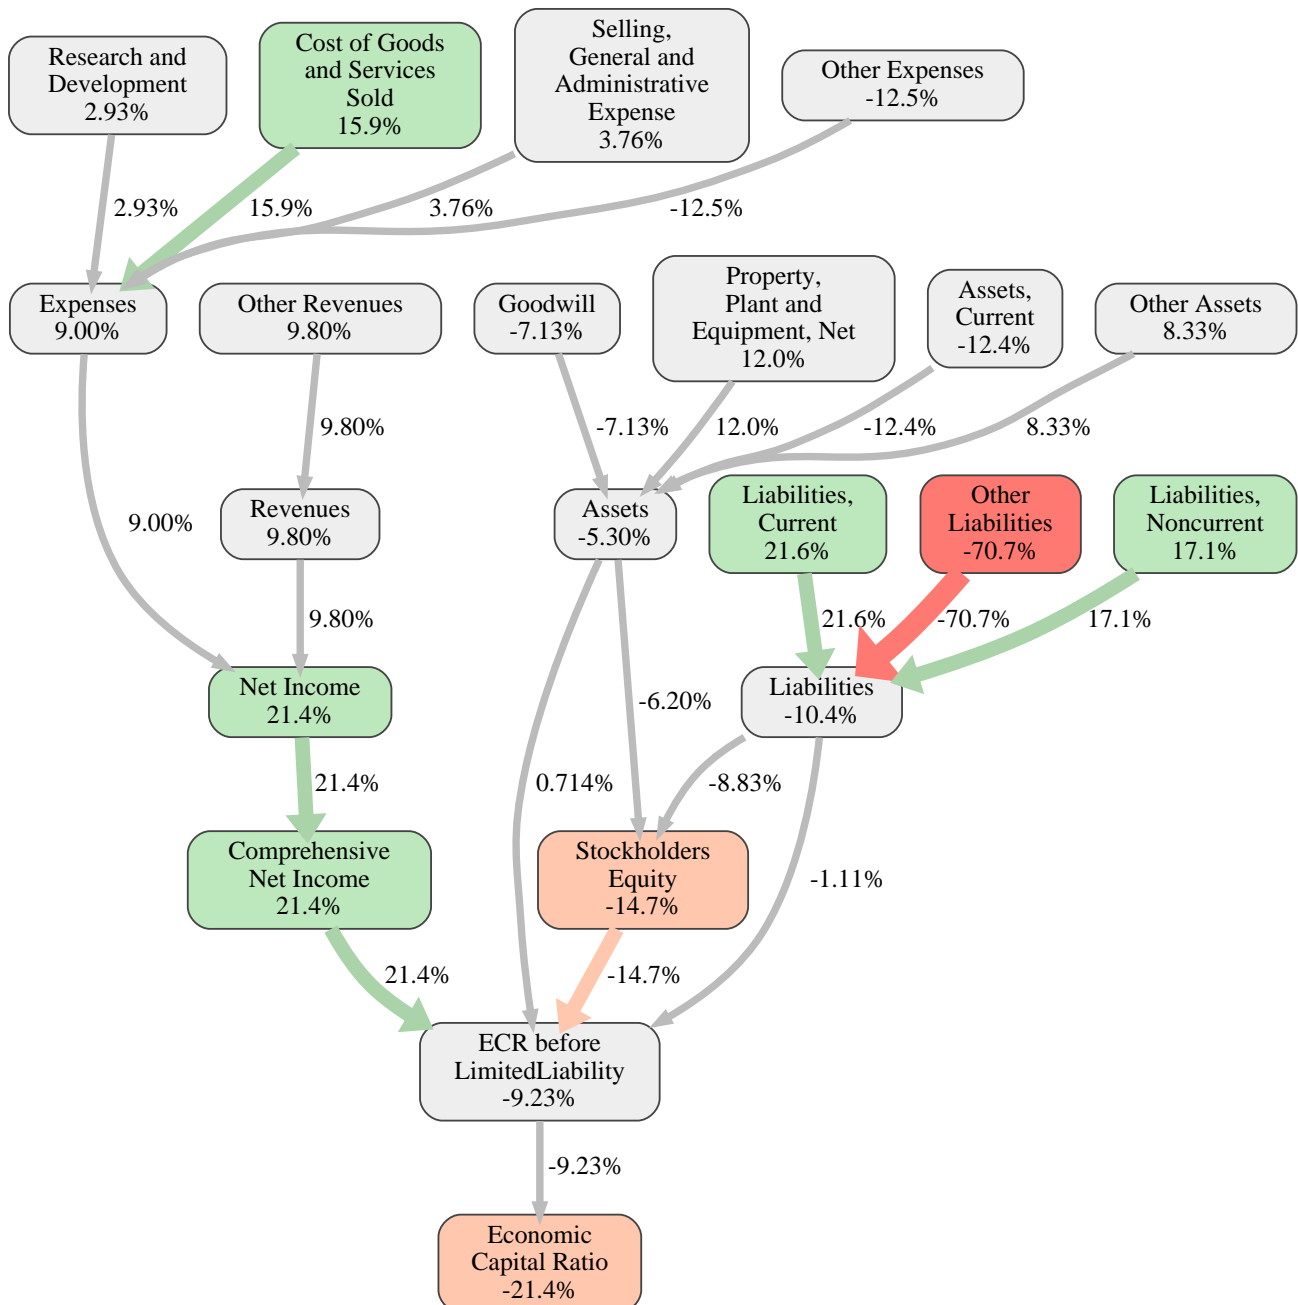 Research and
Development
2.93%
Cost of Goods
and Services
Sold
15.9%
Selling,
General and
Administrative
Expense
3.76%
Other Expenses
-12.5%
2.93%
15.9%
3.76%
-12.5%
Expenses
9.00%
Other Revenues
9.80%
Goodwill
-7.13%
Property,
Plant and
Equipment, Net
12.0%
Assets,
Current
-12.4%
Other Assets
8.33%
9.80%
-7.13%
12.0%
-12.4%
8.33%
9.00%
Revenues
9.80%
Assets
-5.30%
Liabilities,
Current
21.6%
Other
Liabilities
-70.7%
Liabilities,
Noncurrent
17.1%
9.80%
21.6%
-70.7%
17.1%
Net Income
21.4%
-6.20%
Liabilities
-10.4%
21.4%
0.714%
-8.83%
Comprehensive
Net Income
21.4%
Stockholders
Equity
-14.7%
-1.11%
21.4%
-14.7%
ECR before
LimitedLiability
-9.23%
-9.23%
Economic
Capital Ratio
-21.4%